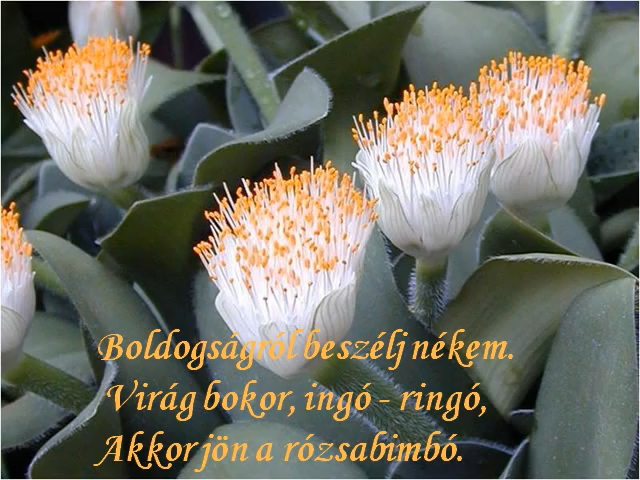 Boldogságról beszélj nékem.
Virág bokor, ingó - ringó,
Akkor jön a rózsabimbó.